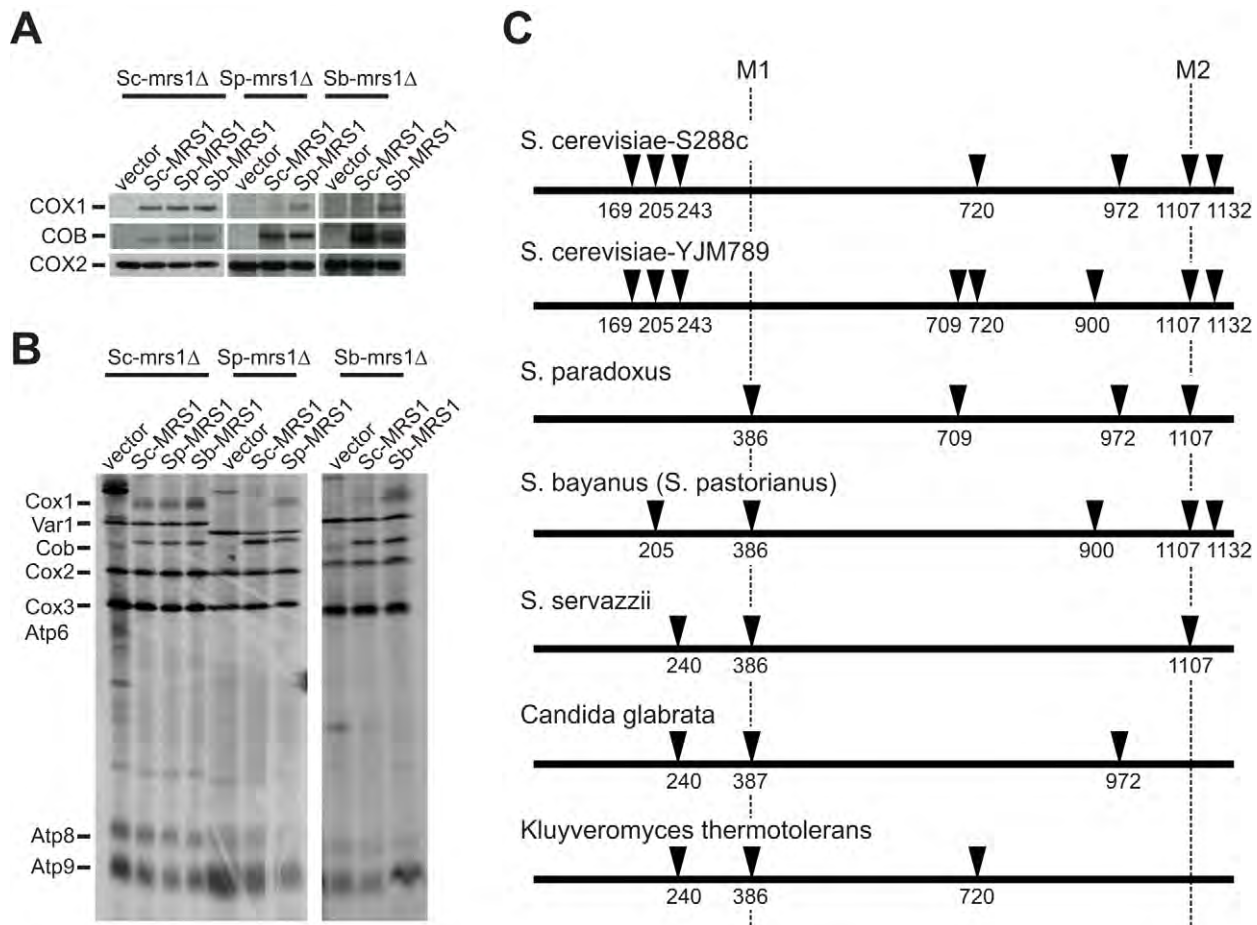 A
Sc-mrs1Δ Sp-mrs1Δ Sb-mrs1Δ
vector Sc-MRS1 Sp-MRS1 Sb-MRS1 vector Sc-MRS1 Sp-MRS1 vector Sc-MRS1 Sb-MRS1
COX1
COB
COX2
B
Sc-mrs1Δ Sp-mrs1Δ Sb-mrs1Δ
vector Sc-MRS1 Sp-MRS1 Sb-MRS1 vector Sc-MRS1 Sp-MRS1 vector Sc-MRS1 Sb-MRS1
Cox1
Var1
Cob
Cox2
Cox3
Atp6
Atp8
Atp9
C
M1 M2
S. cerevisiae-S288c
169 205 243 720 972 1107 1132
S. cerevisiae-YJM789
169 205 243 709 720 900 1107 1132
S. paradoxus
386 709 972 1107
S. bayanus (S. pastorianus)
205 386 900 1107 1132
S. servazzii
240 386 1107
Candida glabrata
240 387 972
Kluyveromyces thermotolerans
240 386 720